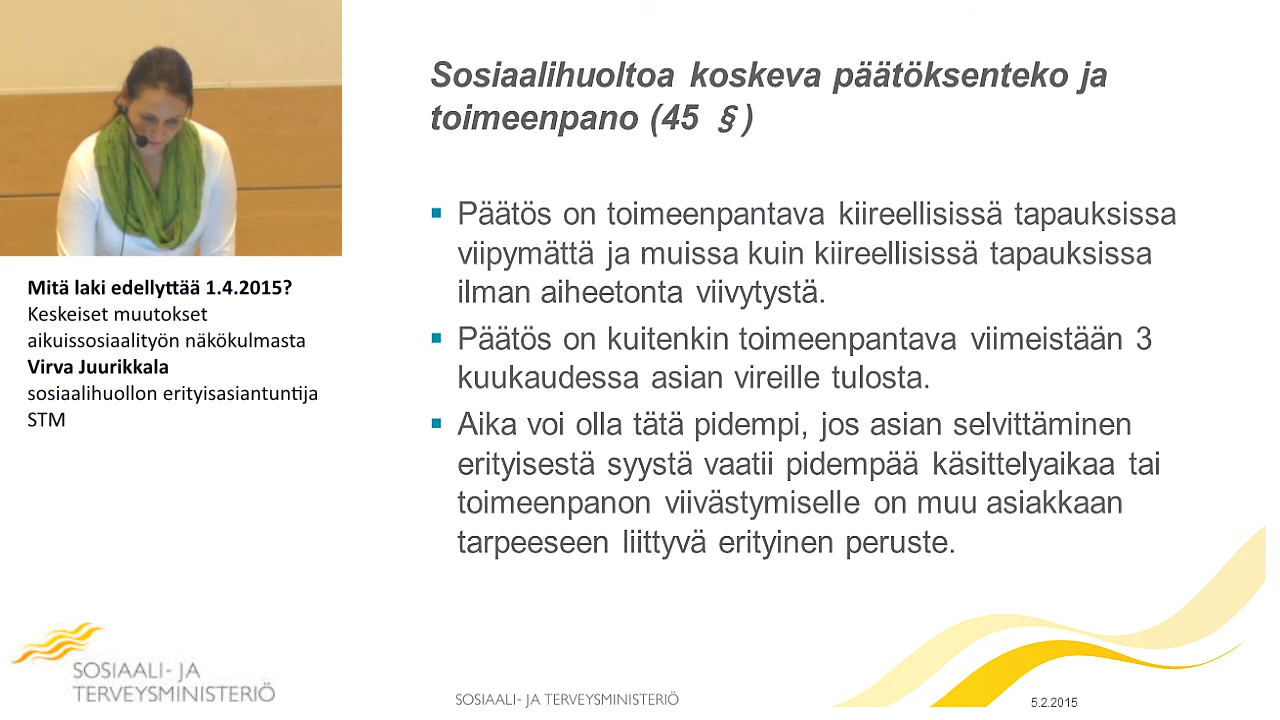 Sosiaalihuoltoa koskeva päätöksenteko ja
toimeenpano (45 §)
Päätös on toimeenpantava kiireellisissä tapauksissa
viipymättä ja muissa kuin kiireellisissä tapauksissa
ilman aiheetonta viivytystä.
Päätös on kuitenkin toimeenpantava viimeistään 3
kuukaudessa asian vireille tulosta.
Aika voi olla tätä pidempi, jos asian selvittäminen
erityisestä syystä vaatii pidempää käsittelyaikaa tai
toimeenpanon viivästymiselle on muu asiakkaan
tarpeeseen liittyvä erityinen peruste.
Mitä laki edellyttää 1.4.2015?
Keskeiset muutokset
aikuissosiaalityön näkökulmasta
Virva Juurikkala
sosiaalihuollon erityisasiantuntija
STM
SOSIAALI- JA
TERVEYSMINISTERIÖ
SOSIAALI- JA TERVEYSMINISTERIÖ
5.2.2015